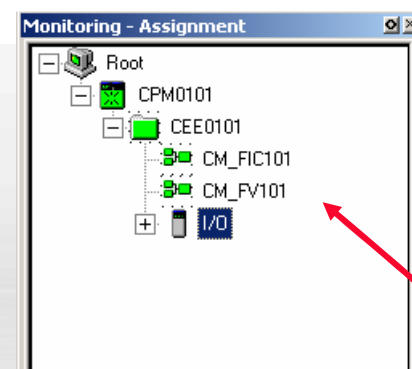 Monitoring - Assignment
Root
CPM0101
CEE0101
CM_FIC101
CM_FV101
I/O